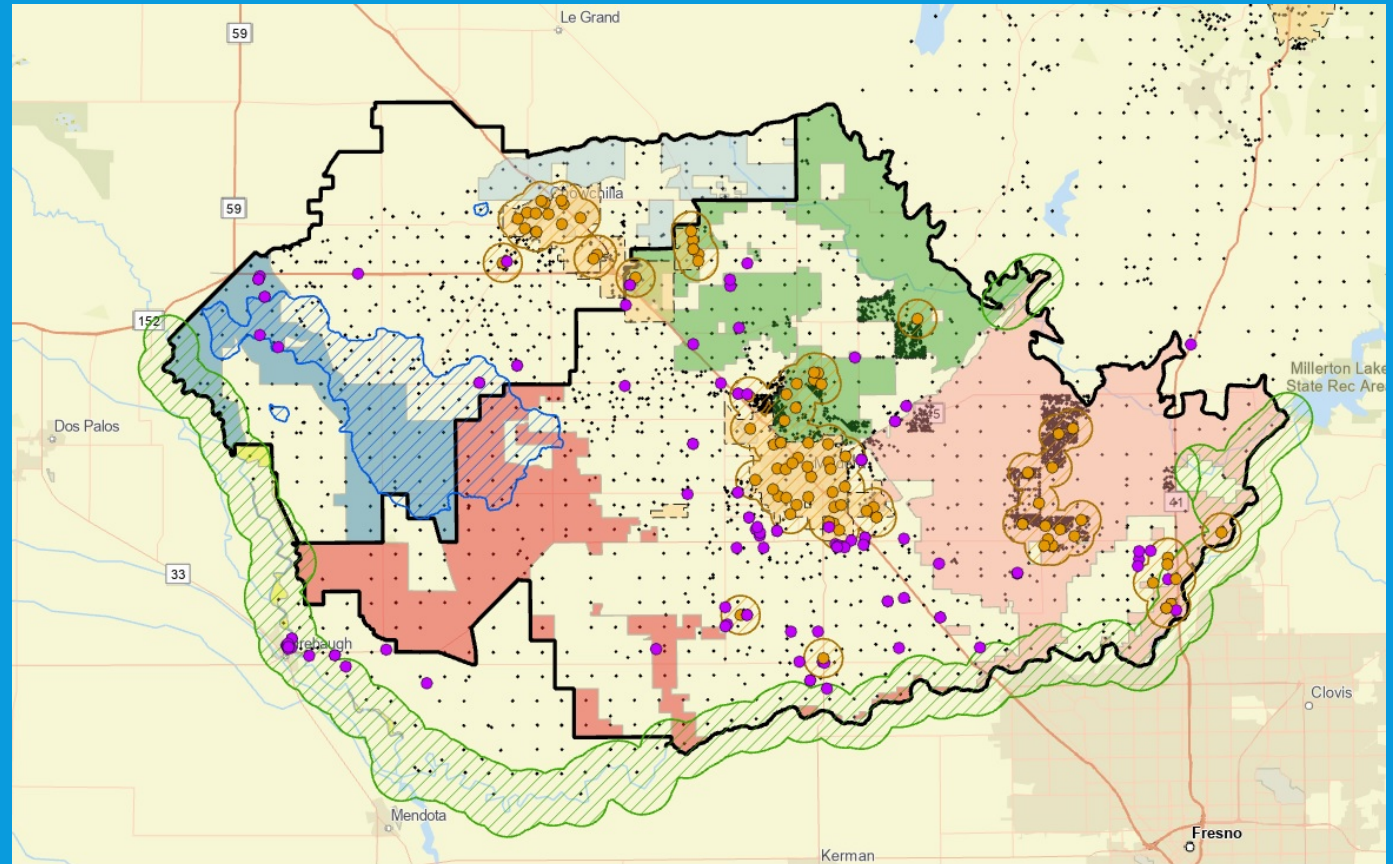 Le Grand
59
Chowchilla
59
152
Millerton Lake
State Rec Area
45
Dos Palos
41
33
Clovis
Mendota
Fresno
Kerman